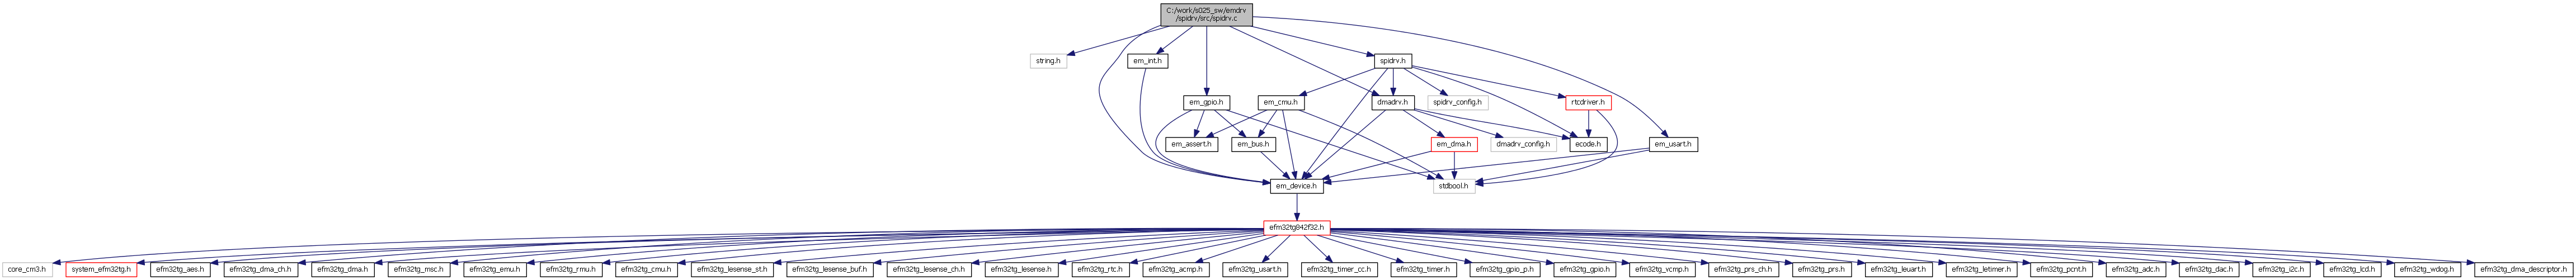 C:/work/s025_sw/emdrv
/spidrv/src/spidrv.c
string.h
em_int.h
spidrv.h
em_gpio.h
em_cmu.h
dmadrv.h
spidrv_config.h
rtcdriver.h
em_assert.h
em_bus.h
em_dma.h
dmadrv_config.h
ecode.h
em_usart.h
em_device.h
stdbool.h
efm32tg842f32.h
core_cm3.h
system_efm32tg.h
efm32tg_aes.h
efm32tg_dma_ch.h
efm32tg_dma.h
efm32tg_msc.h
efm32tg_emu.h
efm32tg_rmu.h
efm32tg_cmu.h
efm32tg_lesense_st.h
efm32tg_lesense_buf.h
efm32tg_lesense_ch.h
efm32tg_lesense.h
efm32tg_rtc.h
efm32tg_acmp.h
efm32tg_usart.h
efm32tg_timer_cc.h
efm32tg_timer.h
efm32tg_gpio_p.h
efm32tg_gpio.h
efm32tg_vcmp.h
efm32tg_prs_ch.h
efm32tg_prs.h
efm32tg_leuart.h
efm32tg_letimer.h
efm32tg_pcnt.h
efm32tg_adc.h
efm32tg_dac.h
efm32tg_i2c.h
efm32tg_lcd.h
efm32tg_wdog.h
efm32tg_dma_descriptor.h